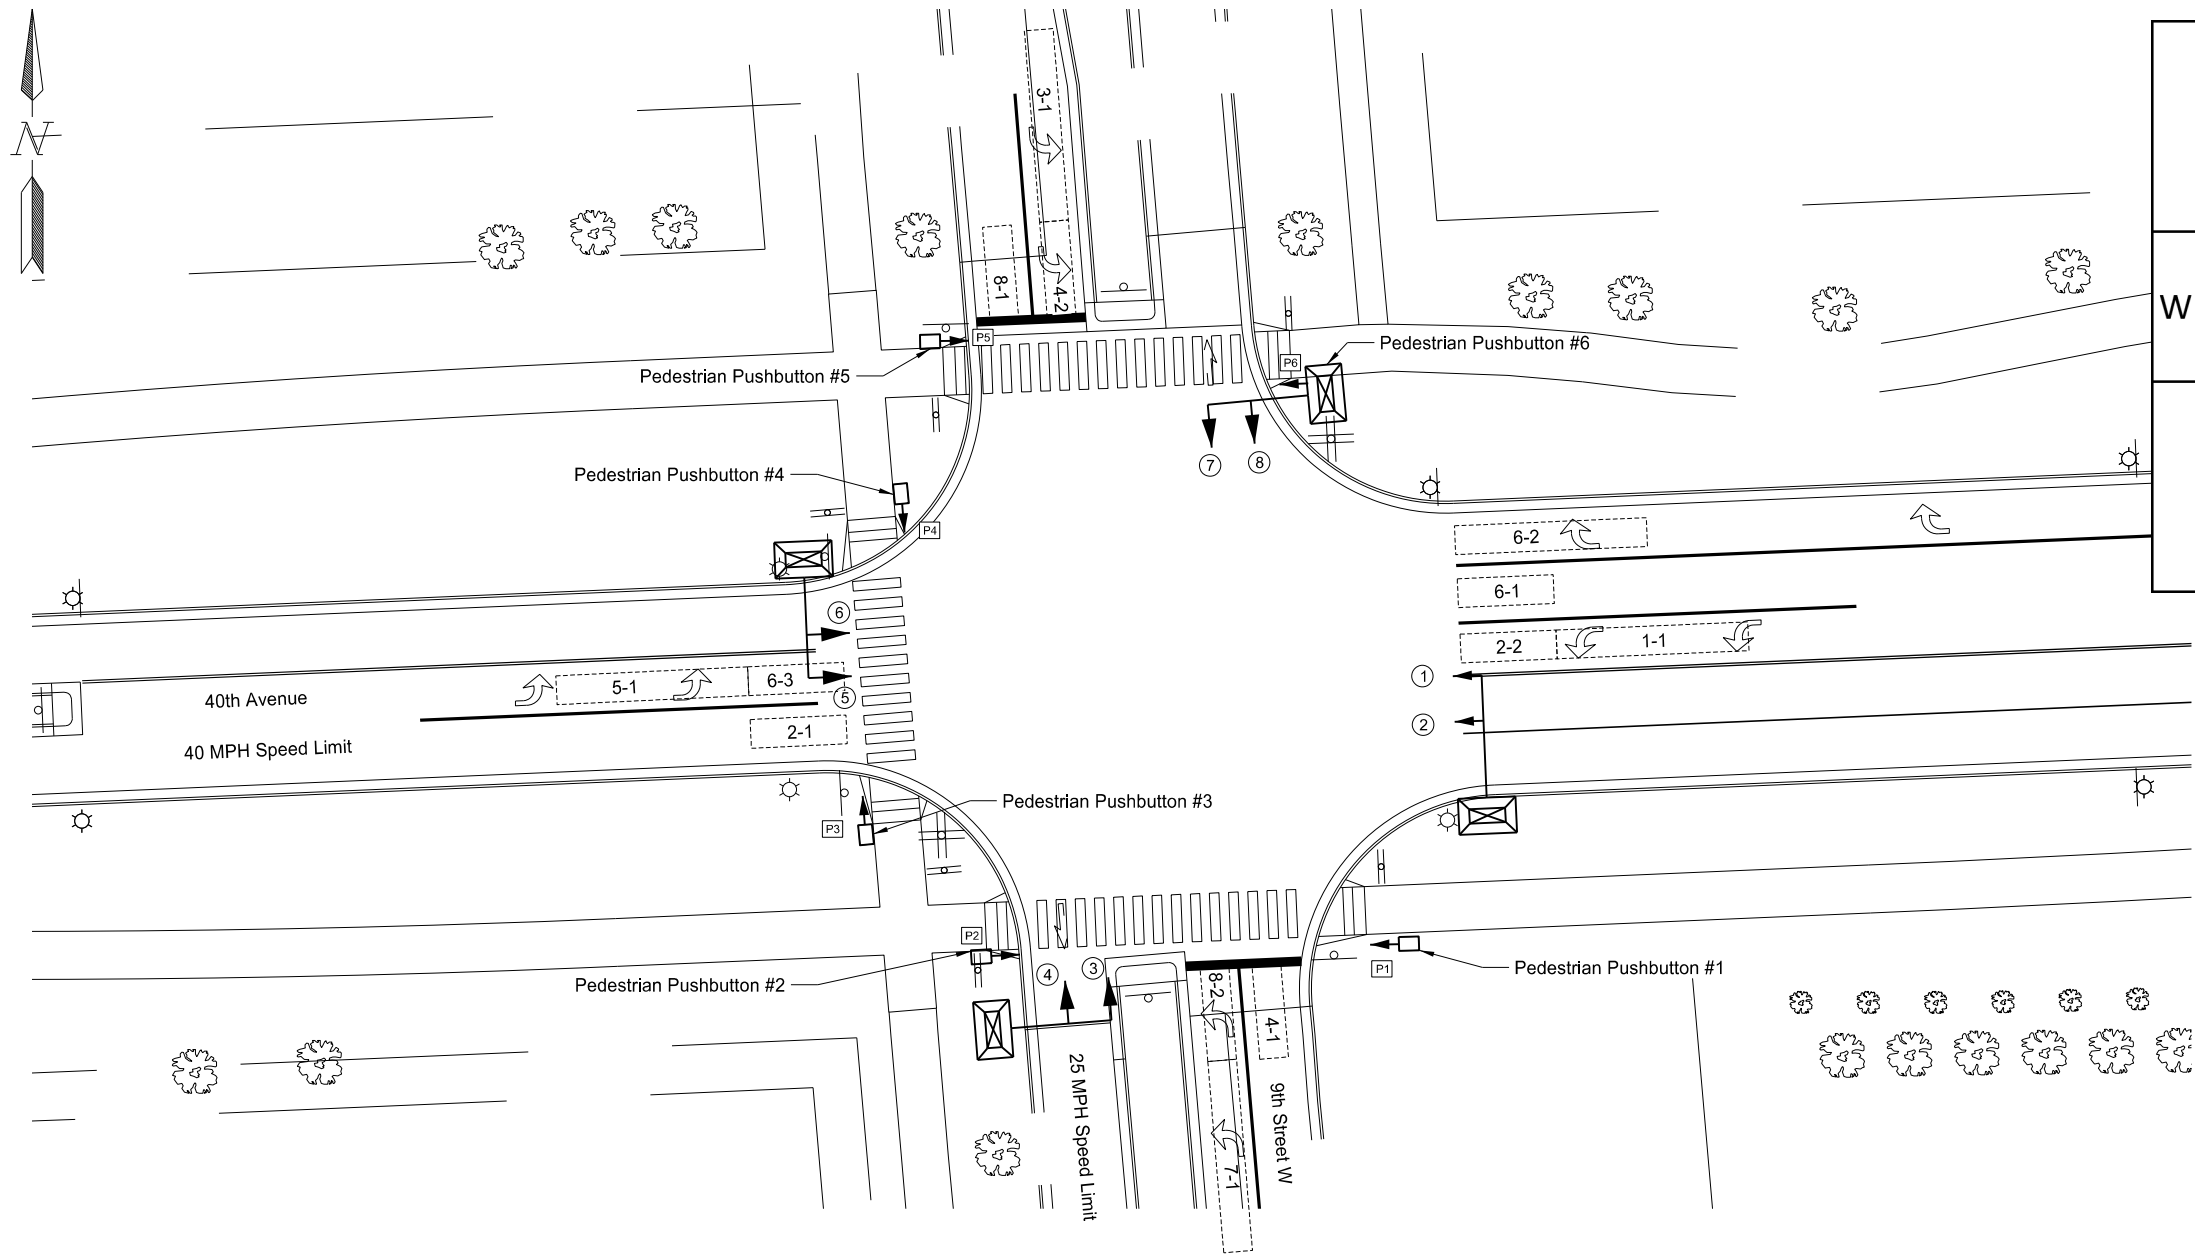 N
3-1
8-1
4-2
W
P5
Pedestrian Pushbutton #5
P6
Pedestrian Pushbutton #6
7
8
Pedestrian Pushbutton #4
P4
6-2
6
6-1
2-2
1-1
5-1
6-3
5
1
40th Avenue
2-1
2
40 MPH Speed Limit
Pedestrian Pushbutton #3
P3
P2
Pedestrian Pushbutton #2
4
3
8-2
4-1
P1
Pedestrian Pushbutton #1
25 MPH Speed Limit
9th Street W
7-1